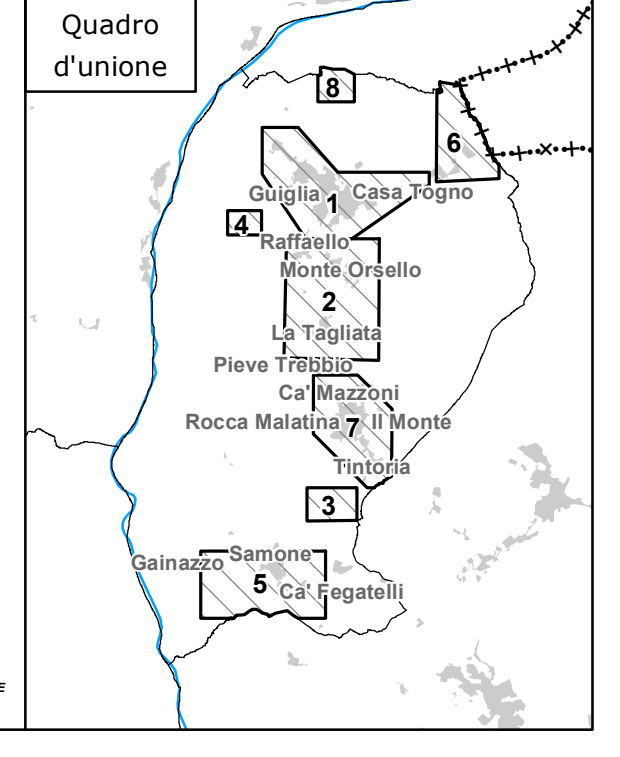 Quadro
d'unione
8
6
Guiglia
Casa Togno
1
4
Raffaello
Monte Orsello
2
La Tagliata
Pieve Trebbio
Ca' Mazzoni
Rocca Malatina
7
Il Monte
Tintoria
3
Samone
Gainazzo
5
Ca' Fegatelli
E